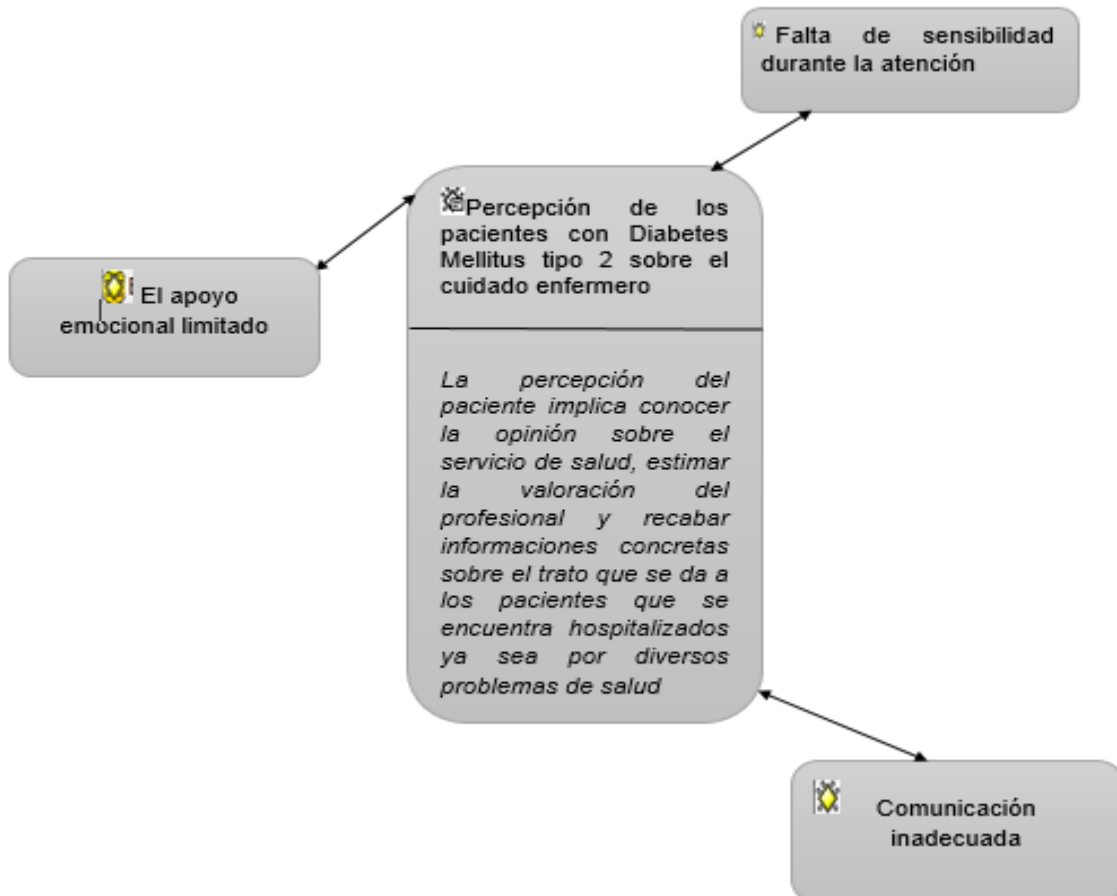 Falta de sensibilidad
durante la atención
Percepción de los
pacientes con Diabetes
Mellitus tipo 2 sobre el
cuidado enfermero
El apoyo
emocional limitado
La percepción del
paciente implica conocer
la opinión sobre el
servicio de salud, estimar
la valoración del
profesional y recabar
informaciones concretas
sobre el trato que se da a
los pacientes que se
encuentra hospitalizados
ya sea por diversos
problemas de salud
Comunicación
inadecuada